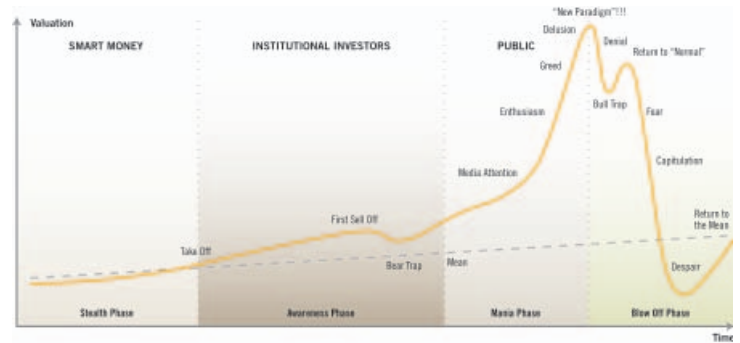 "New Paradigm"!!!
Valuation
Delusion
Denial
SMART MONEY
INSTITUTIONAL INVESTORS
PUBLIC
Return to "Normal"
Greed
Bull Trap
Enthusiasm
Fear
Capitulation
Media Attention
First Sell Off
Return to
the Mean
Take Off
Bear Trap
Mean
Despair
Stealth Phase
Awareness Phase
Mania Phase
Blow Off Phase
Time